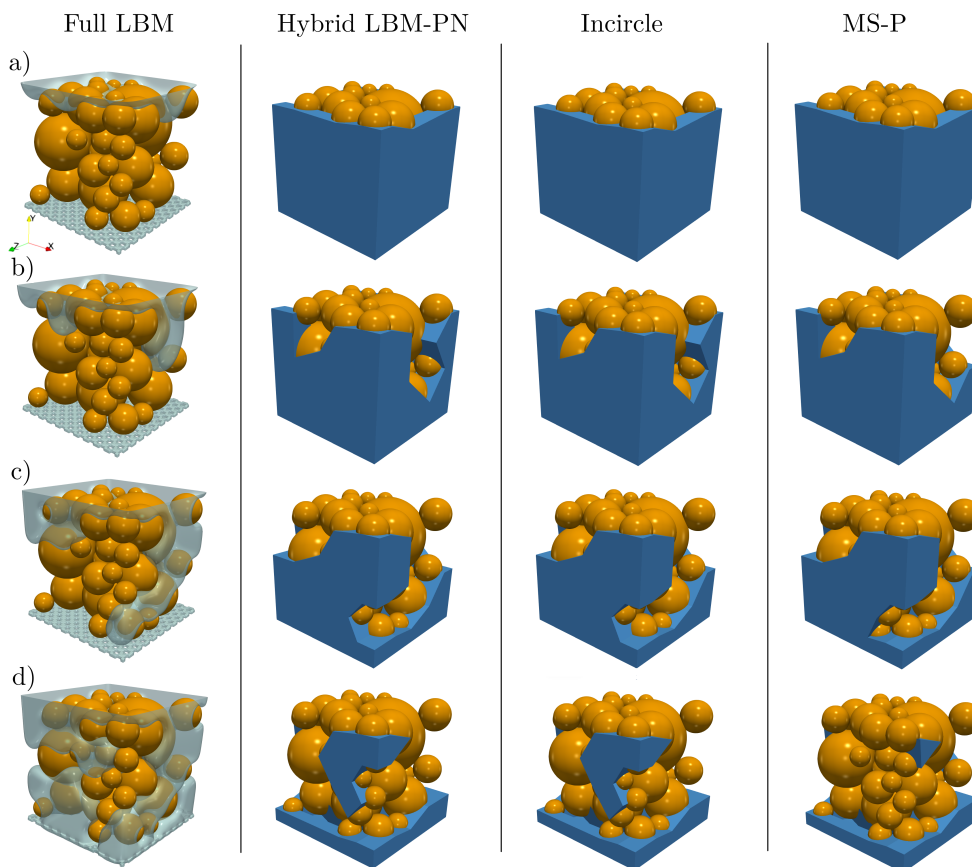 Full LBM
Hybrid LBM-PN
Incircle
MS-P
a)
Y
Z
X
b)
c)
d)